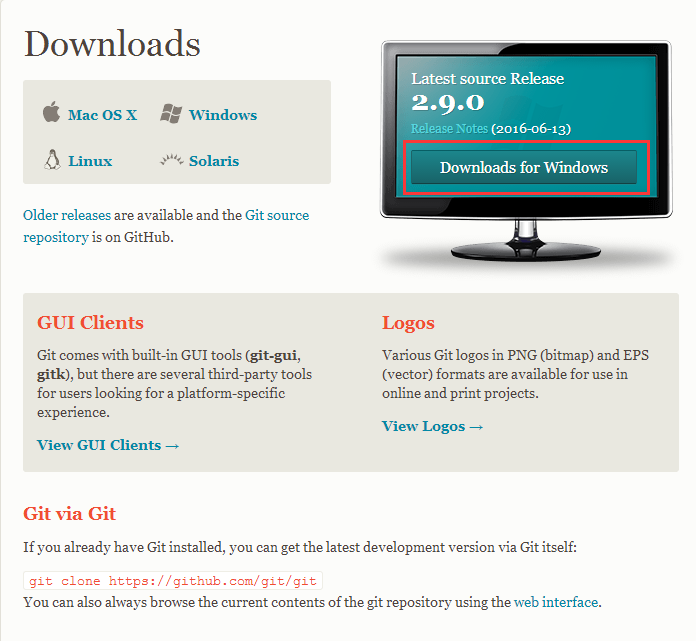 Downloads
Mac OS X
Windows
Linux
Solaris
Older releases are available and the Git source
repository is on GitHub.
Latest source Release
2.9.0
Release Notes (2016-06-13)
Downloads for Windows
GUI Clients
Git comes with built-in GUI tools (git-gui,
gitk), but there are several third-party tools
for users looking for a platform-specific
experience.
View GUI Clients →
Logos
Various Git logos in PNG (bitmap) and EPS
(vector) formats are available for use in
online and print projects.
View Logos →
Git via Git
If you already have Git installed, you can get the latest development version via Git itself:
git clone https://github.com/git/git
You can also always browse the current contents of the git repository using the web interface.